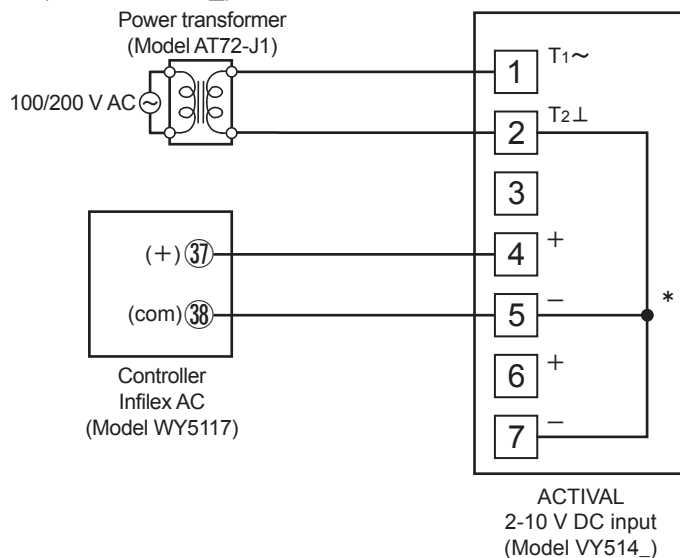 Power transformer
(Model AT72-J1)
100/200 V AC
1 T1~
2 T2⊥
3
4 +
5 −
*
6 +
7 −
(+) 37
(com) 38
Controller
Infilex AC
(Model WY5117)
ACTIVAL
2-10 V DC input
(Model VY514_)